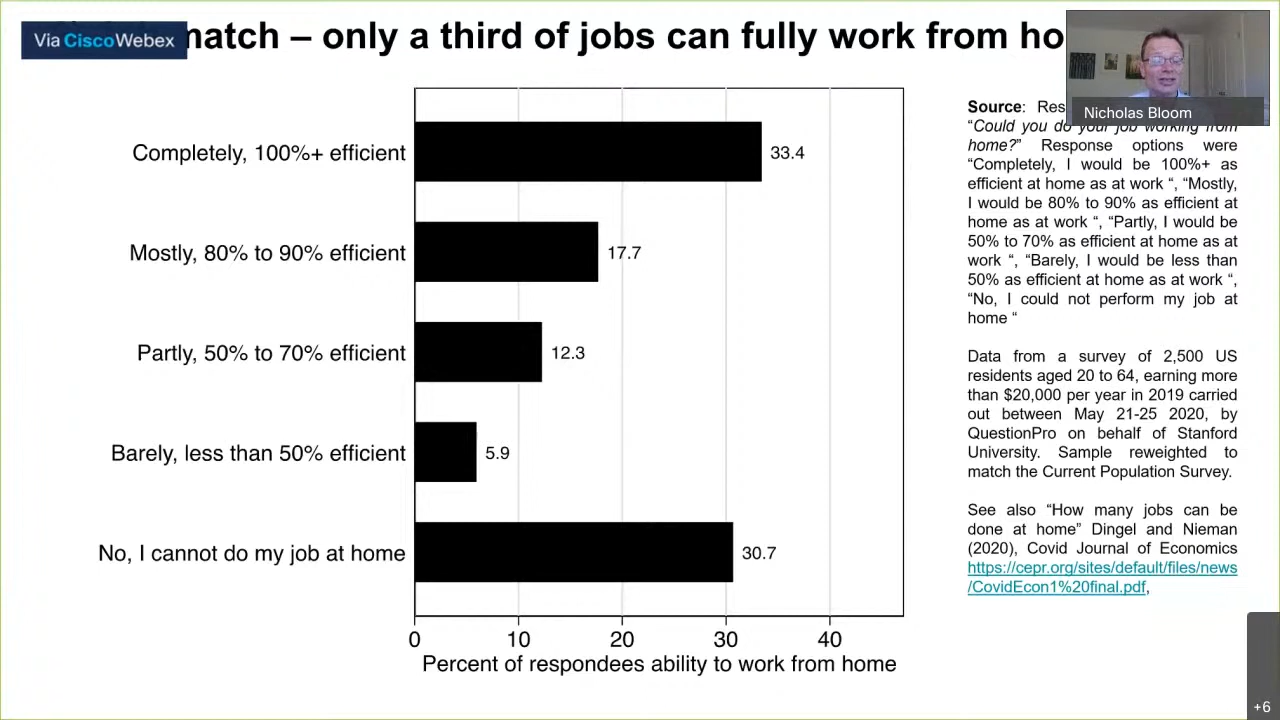 Via CiscoWebex
match – only a third of jobs can fully work from ho
Nicholas Bloom
Completely, 100%+ efficient
33.4
Mostly, 80% to 90% efficient
17.7
Partly, 50% to 70% efficient
12.3
Barely, less than 50% efficient
5.9
No, I cannot do my job at home
30.7
0 10 20 30 40
Percent of respondees ability to work from home
Source: Res
“Could you do your job working from
home?” Response options were
“Completely, I would be 100%+ as
efficient at home as at work “, “Mostly,
I would be 80% to 90% as efficient at
home as at work “, “Partly, I would be
50% to 70% as efficient at home as at
work “, “Barely, I would be less than
50% as efficient at home as at work “,
“No, I could not perform my job at
home “
Data from a survey of 2,500 US
residents aged 20 to 64, earning more
than $20,000 per year in 2019 carried
out between May 21-25 2020, by
QuestionPro on behalf of Stanford
University. Sample reweighted to
match the Current Population Survey.
See also “How many jobs can be
done at home” Dingel and Nieman
(2020), Covid Journal of Economics
https://cepr.org/sites/default/files/news
/CovidEcon1%20final.pdf,
+6